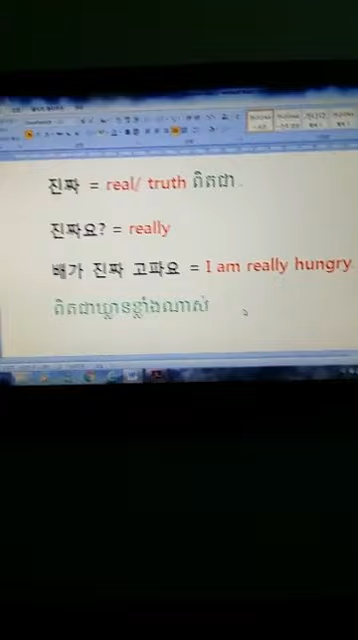 진짜 = real/ truth ពិតជា.
진짜요? = really
배가 진짜 고파요 = I am really hungry.
ពិតជាឃ្លានខ្លាំងណាស់